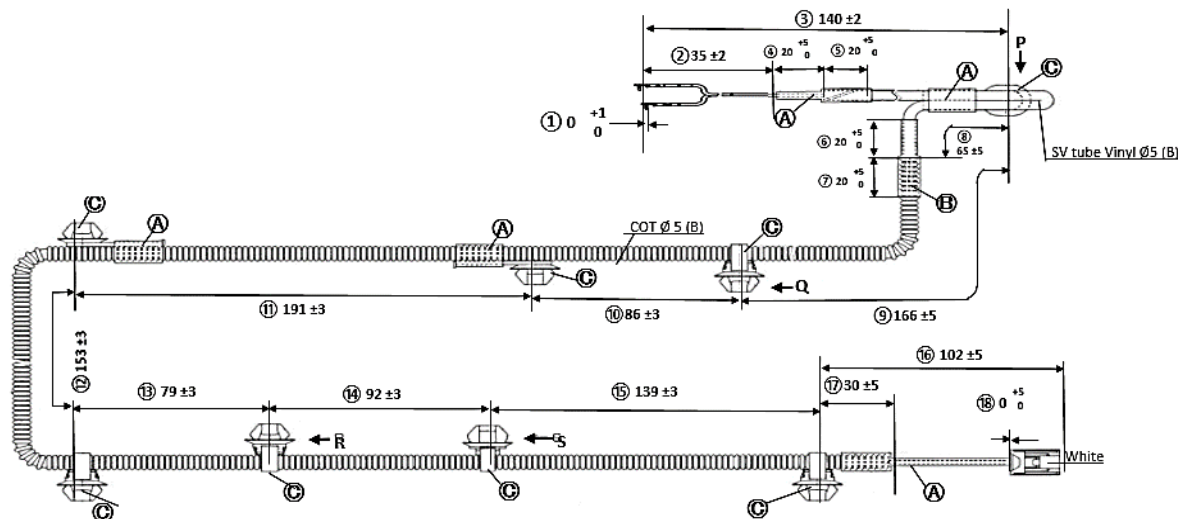 ③ 140 ±2
P
② 35 ±2
④ 20 +5 0
⑤ 20 +5 0
A
C
① 0 +1 0
A
⑥ 20 +5 0
⑧ 65 ±5
SV tube Vinyl Ø5 (B)
⑦ 20 +5 0
B
C
A
A
COT Ø 5 (B)
C
C
Q
⑪ 191 ±3
⑩ 86 ±3
⑨ 166 ±5
⑫ 153 ±3
⑯ 102 ±5
⑬ 79 ±3
⑭ 92 ±3
⑮ 139 ±3
⑰ 30 ±5
⑱ 0 +5 0
R
S
White
C
C
C
C
A